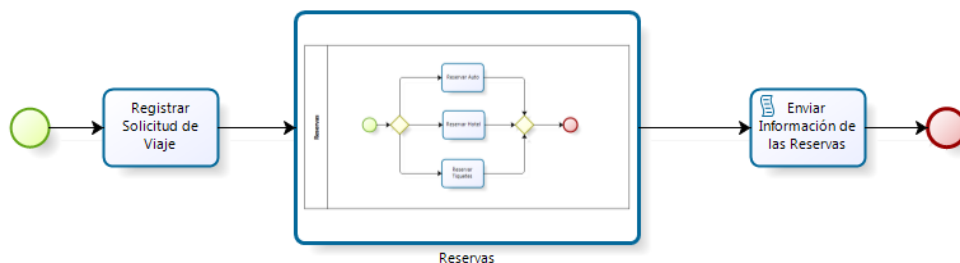 Registrar
Solicitud de
Viaje
Reservas
Reservar Auto
Reservar Hotel
Reservar
Tiquetes
Enviar
Información de
las Reservas
Reservas